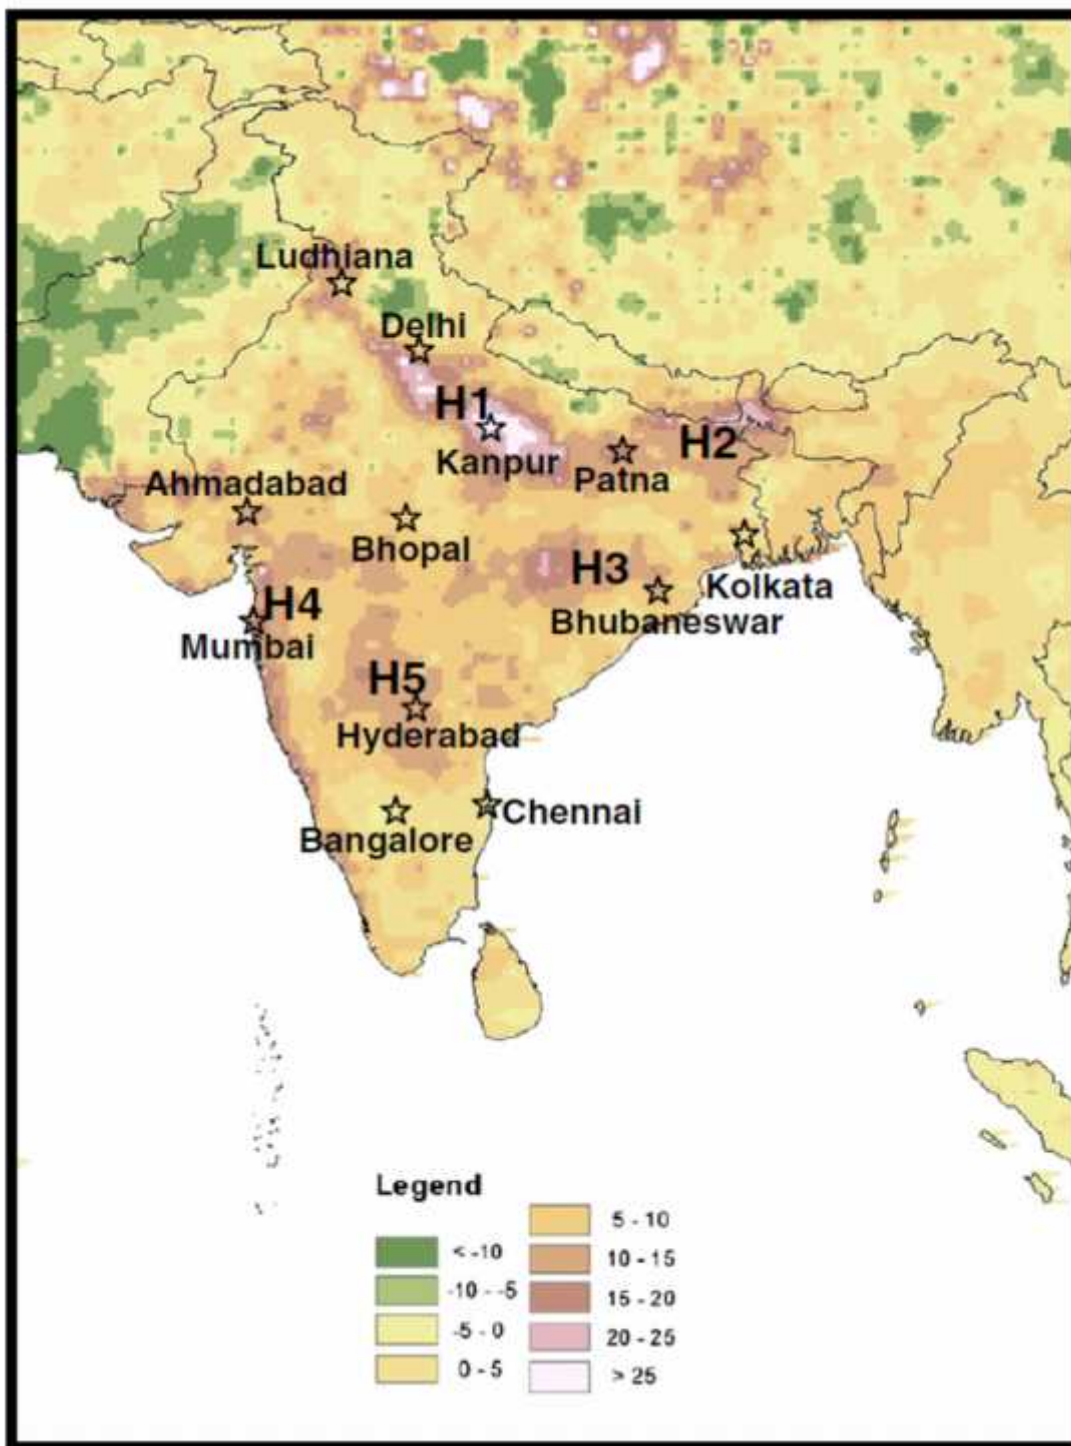 Ludhiana
Delhi
H1
Kanpur
H2
Patna
Ahmadabad
Bhopal
H3
Kolkata
Bhubaneswar
H4
Mumbai
H5
Hyderabad
Chennai
Bangalore
Legend
< -10
-10 - -5
-5 - 0
0 - 5
5 - 10
10 - 15
15 - 20
20 - 25
> 25